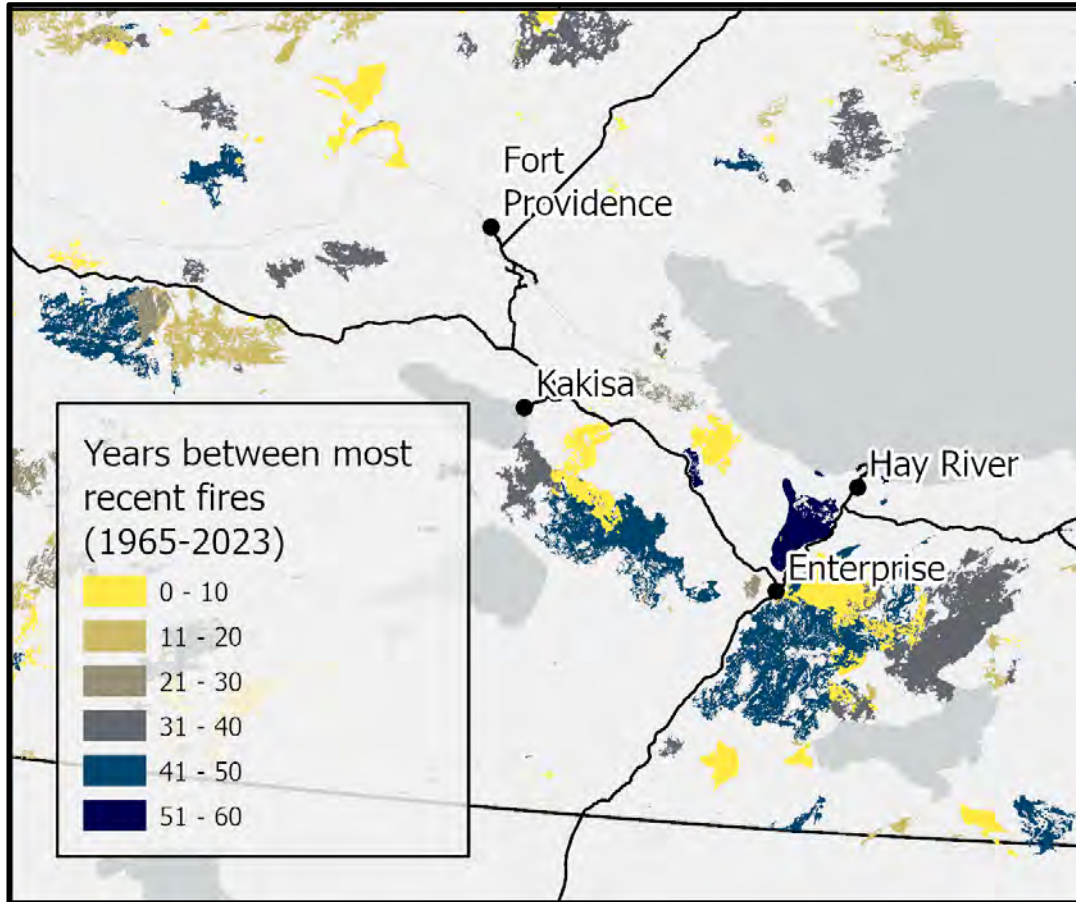 Fort
Providence
Kakisa
Hay River
Enterprise
Years between most
recent fires
(1965-2023)
0 - 10
11 - 20
21 - 30
31 - 40
41 - 50
51 - 60